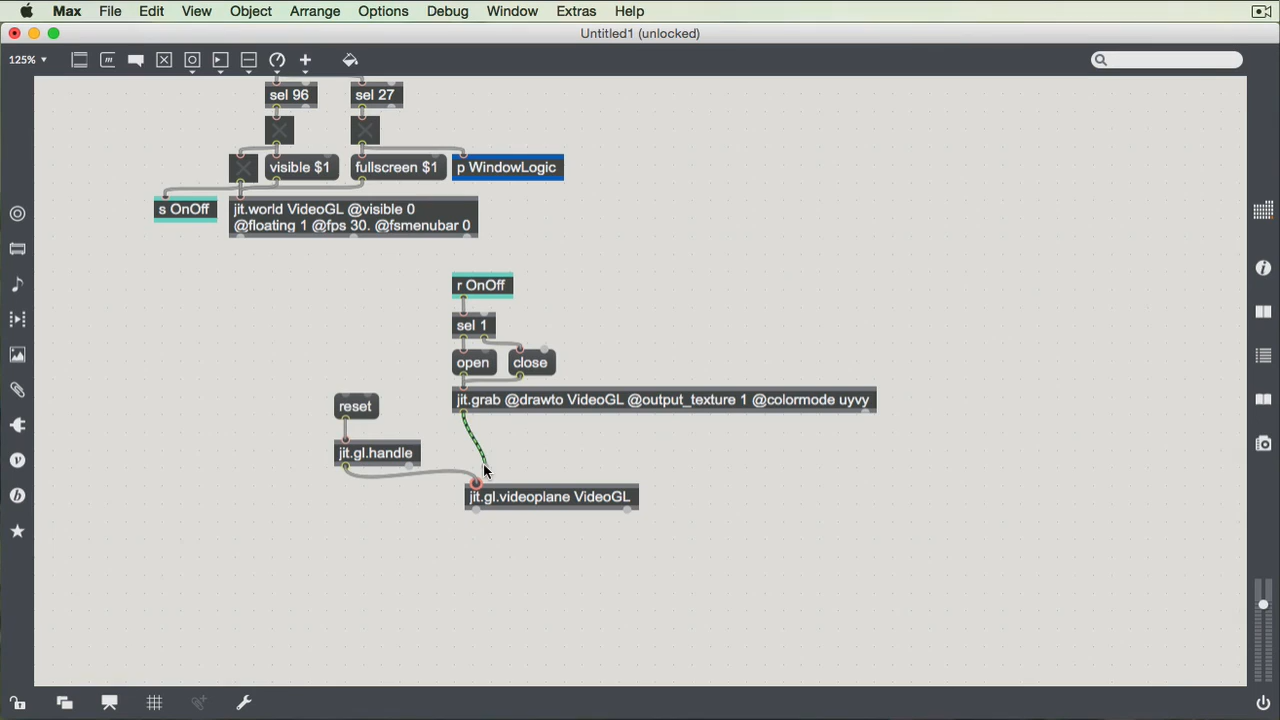 Max File Edit View Object Arrange Options Debug Window Extras Help
Untitled1 (unlocked)
125%
sel 96
sel 27
visible $1
fullscreen $1
p WindowLogic
s OnOff
jit.world VideoGL @visible 0
@floating 1 @fps 30. @fsmenubar 0
r OnOff
sel 1
open
close
jit.grab @drawto VideoGL @output_texture 1 @colormode uyvy
reset
jit.gl.handle
jit.gl.videoplane VideoGL